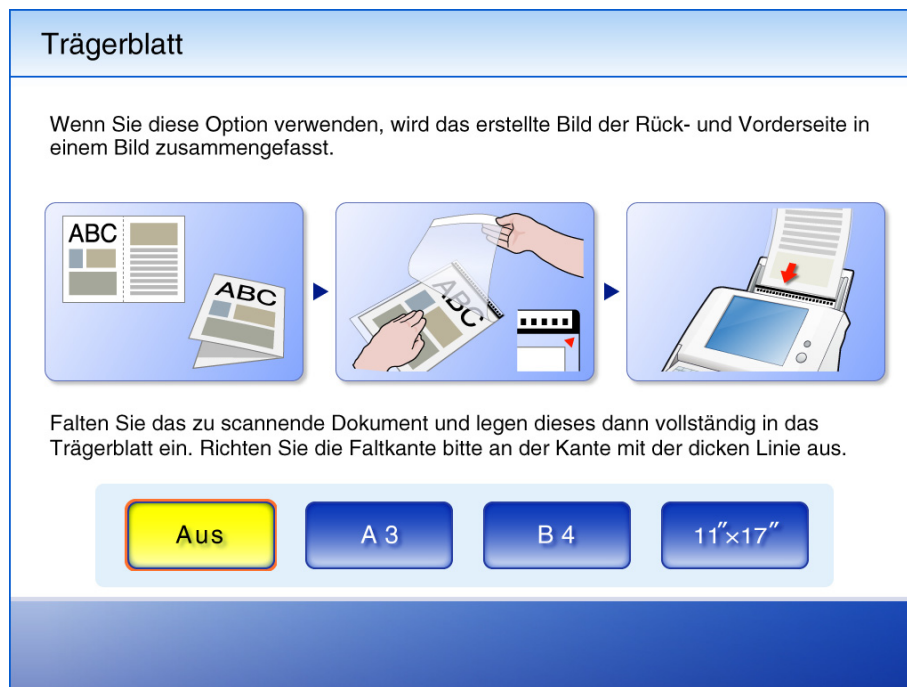 Trägerblatt
Wenn Sie diese Option verwenden, wird das erstellte Bild der Rück- und Vorderseite in
einem Bild zusammengefasst.
ABC
ABC
ABC
Falten Sie das zu scannende Dokument und legen dieses dann vollständig in das
Trägerblatt ein. Richten Sie die Faltkante bitte an der Kante mit der dicken Linie aus.
Aus
A 3
B 4
11″×17″